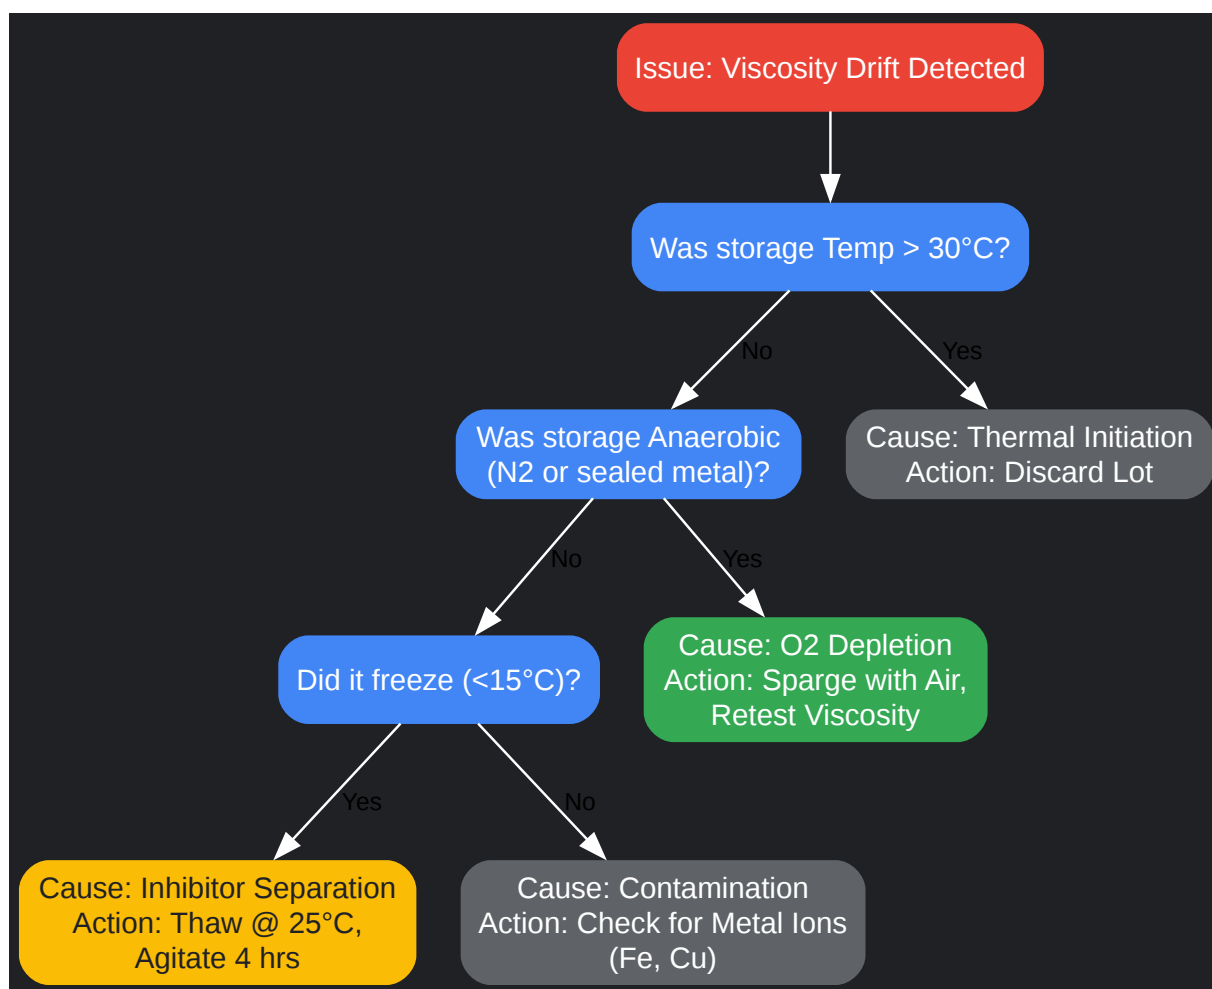 Issue: Viscosity Drift Detected
Was storage Temp > 30°C?
No
Yes
Was storage Anaerobic
(N2 or sealed metal)?
Cause: Thermal Initiation
Action: Discard Lot
No
Yes
Did it freeze (<15°C)?
Cause: O2 Depletion
Action: Sparge with Air,
Retest Viscosity
Yes
No
Cause: Inhibitor Separation
Action: Thaw @ 25°C,
Agitate 4 hrs
Cause: Contamination
Action: Check for Metal Ions
(Fe, Cu)